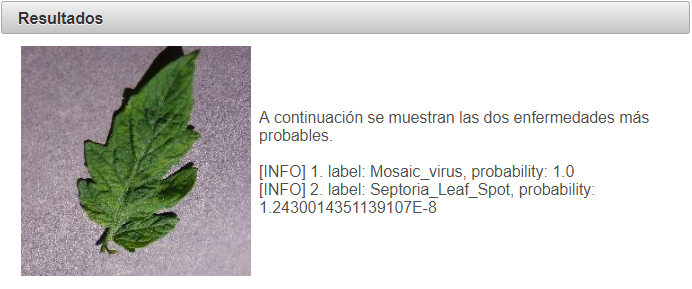 Resultados
A continuación se muestran las dos enfermedades más
probables.
[INFO] 1. label: Mosaic_virus, probability: 1.0
[INFO] 2. label: Septoria_Leaf_Spot, probability:
1.2430014351139107E-8